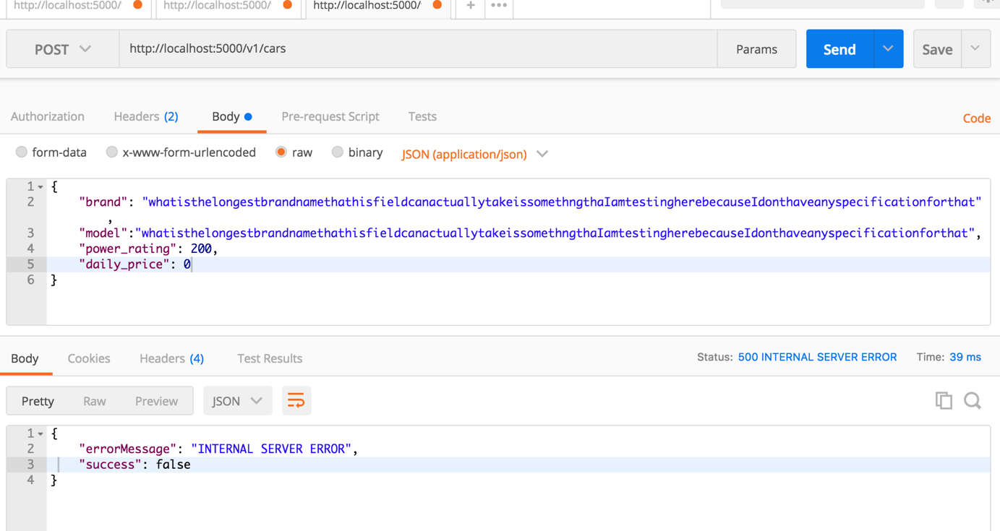 http://localhost:5000/ http://localhost:5000/ http://localhost:5000/ + •••
POST http://localhost:5000/v1/cars Params Send Save
Authorization Headers (2) Body Pre-request Script Tests Code
form-data x-www-form-urlencoded raw binary JSON (application/json)
1 {
2 "brand": "whatisthelongestbrandnamethathisfieldcanactuallytakeissomethngthaIamtestingherebecauseIdonthaveanyspecificationforthat"
,
3 "model":"whatisthelongestbrandnamethathisfieldcanactuallytakeissomethngthaIamtestingherebecauseIdonthaveanyspecificationforthat",
4 "power_rating": 200,
5 "daily_price": 0
6 }
Body Cookies Headers (4) Test Results Status: 500 INTERNAL SERVER ERROR Time: 39 ms
Pretty Raw Preview JSON
1 {
2 "errorMessage": "INTERNAL SERVER ERROR",
3 "success": false
4 }